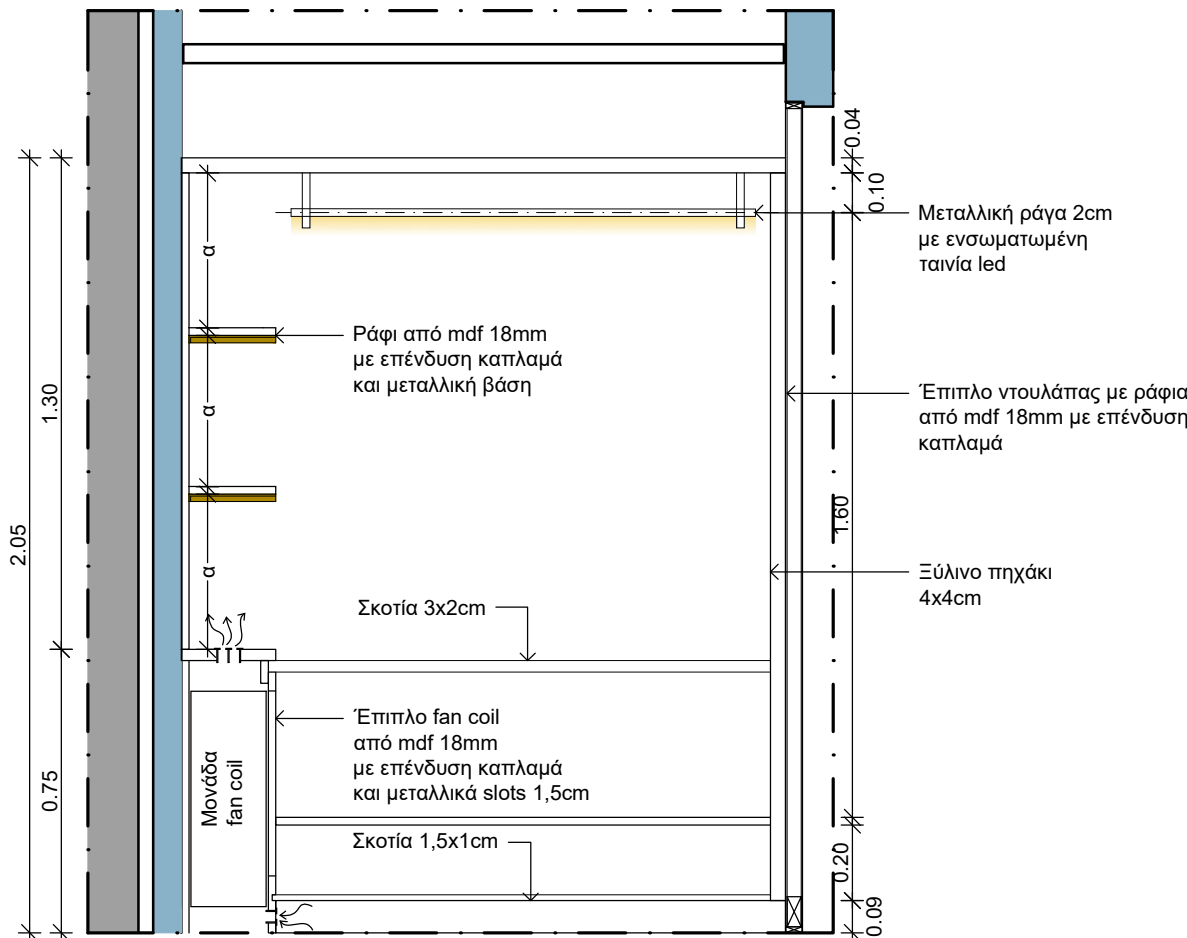 0.04
0.10
Μεταλλική ράγα 2cm
με ενσωματωμένη
ταινία led
α
Ράφι από mdf 18mm
με επένδυση καπλαμά
και μεταλλική βάση
1.30
α
Έπιπλο ντουλάπας με ράφια
από mdf 18mm με επένδυση
καπλαμά
2.05
1.60
α
Ξύλινο πηχάκι
4x4cm
Σκοτία 3x2cm
Έπιπλο fan coil
από mdf 18mm
με επένδυση καπλαμά
και μεταλλικά slots 1,5cm
0.75
Μονάδα
fan coil
Σκοτία 1,5x1cm
0.20
0.09